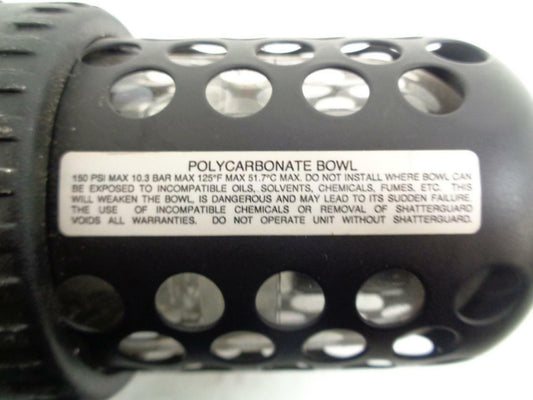 POLYCARBONATE BOWL
150 PSI MAX 10.3 BAR MAX 125°F MAX 51.7°C MAX. DO NOT INSTALL WHERE BOWL CAN
BE EXPOSED TO INCOMPATIBLE OILS, SOLVENTS, CHEMICALS, FUMES, ETC. THIS
WILL WEAKEN THE BOWL, IS DANGEROUS AND MAY LEAD TO ITS SUDDEN FAILURE.
THE USE OF INCOMPATIBLE CHEMICALS OR REMOVAL OF SHATTERGUARD
VOIDS ALL WARRANTIES. DO NOT OPERATE UNIT WITHOUT SHATTERGUARD.